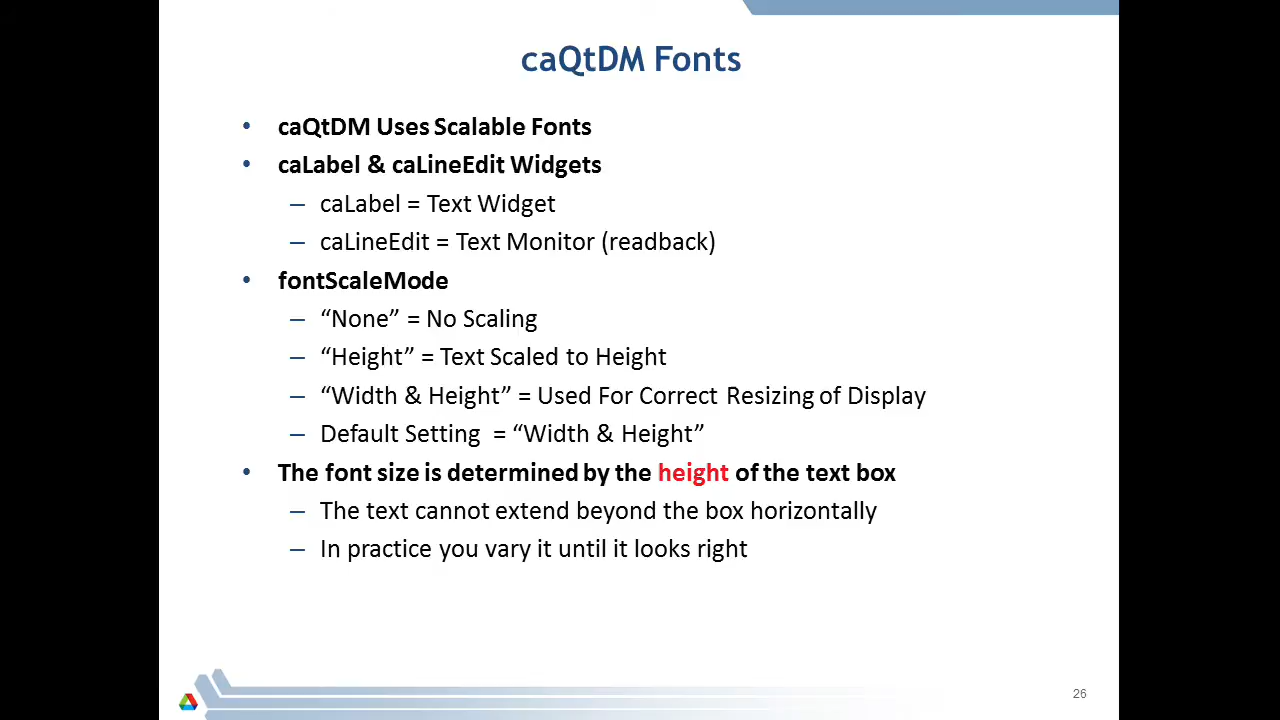 caQtDM Fonts
• caQtDM Uses Scalable Fonts
• caLabel & caLineEdit Widgets
– caLabel = Text Widget
– caLineEdit = Text Monitor (readback)
• fontScaleMode
– “None” = No Scaling
– “Height” = Text Scaled to Height
– “Width & Height” = Used For Correct Resizing of Display
– Default Setting = “Width & Height”
• The font size is determined by the height of the text box
– The text cannot extend beyond the box horizontally
– In practice you vary it until it looks right
26